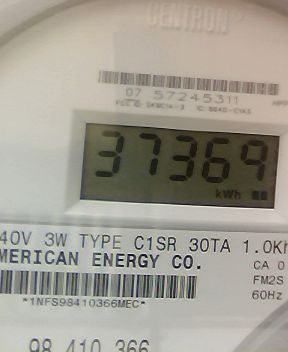 CENTRON
07 57245311
37369
kWh
40V 3W TYPE C1SR 30TA 1.0Kh
MERICAN ENERGY CO.
CA 0
FM2S
60Hz
*1NFS98410366MEC*
98 410 366